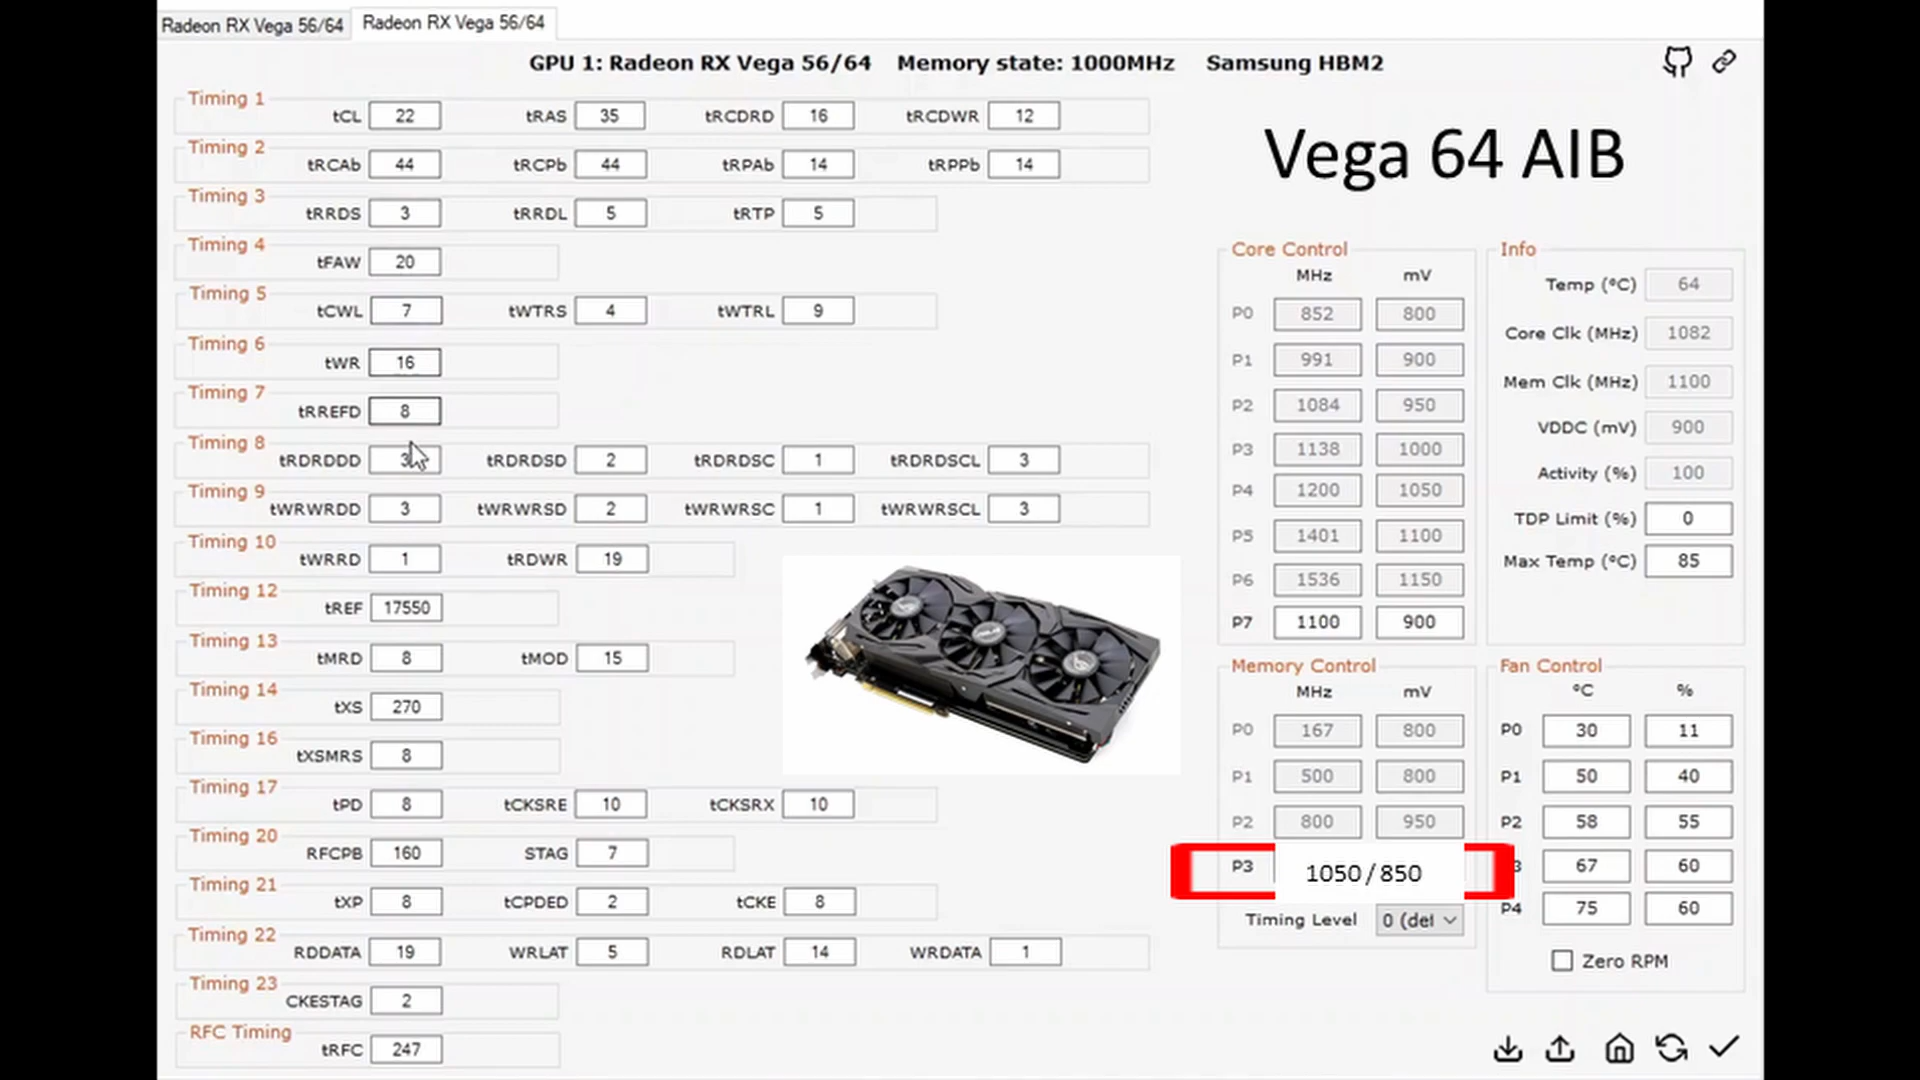 Radeon RX Vega 56/64 Radeon RX Vega 56/64
GPU 1: Radeon RX Vega 56/64 Memory state: 1000MHz Samsung HBM2
Vega 64 AIB
Timing 1
tCL 22 tRAS 35 tRCDRD 16 tRCDWR 12
Timing 2
tRCAb 44 tRCPb 44 tRPAb 14 tRPPb 14
Timing 3
tRRDS 3 tRRDL 5 tRTP 5
Timing 4
tFAW 20
Timing 5
tCWL 7 tWTRS 4 tWTRL 9
Timing 6
tWR 16
Timing 7
tRREFD 8
Timing 8
tRDRDDD 3 tRDRDSD 2 tRDRDSC 1 tRDRDSCL 3
Timing 9
tWRWRDD 3 tWRWRSD 2 tWRWRSC 1 tWRWRSCL 3
Timing 10
tWRRD 1 tRDWR 19
Timing 12
tREF 17550
Timing 13
tMRD 8 tMOD 15
Timing 14
tXS 270
Timing 16
tXSMRS 8
Timing 17
tPD 8 tCKSRE 10 tCKSRX 10
Timing 20
RFCPB 160 STAG 7
Timing 21
tXP 8 tCPDED 2 tCKE 8
Timing 22
RDDATA 19 WRLAT 5 RDLAT 14 WRDATA 1
Timing 23
CKESTAG 2
RFC Timing
tRFC 247
Core Control
MHz mV
P0 852 800
P1 991 900
P2 1084 950
P3 1138 1000
P4 1200 1050
P5 1401 1100
P6 1536 1150
P7 1100 900
Info
Temp (ºC) 64
Core Clk (MHz) 1082
Mem Clk (MHz) 1100
VDDC (mV) 900
Activity (%) 100
TDP Limit (%) 0
Max Temp (ºC) 85
Memory Control
MHz mV
P0 167 800
P1 500 800
P2 800 950
P3 1050/850
Timing Level 0 (def
Fan Control
ºC %
P0 30 11
P1 50 40
P2 58 55
3 67 60
P4 75 60
Zero RPM